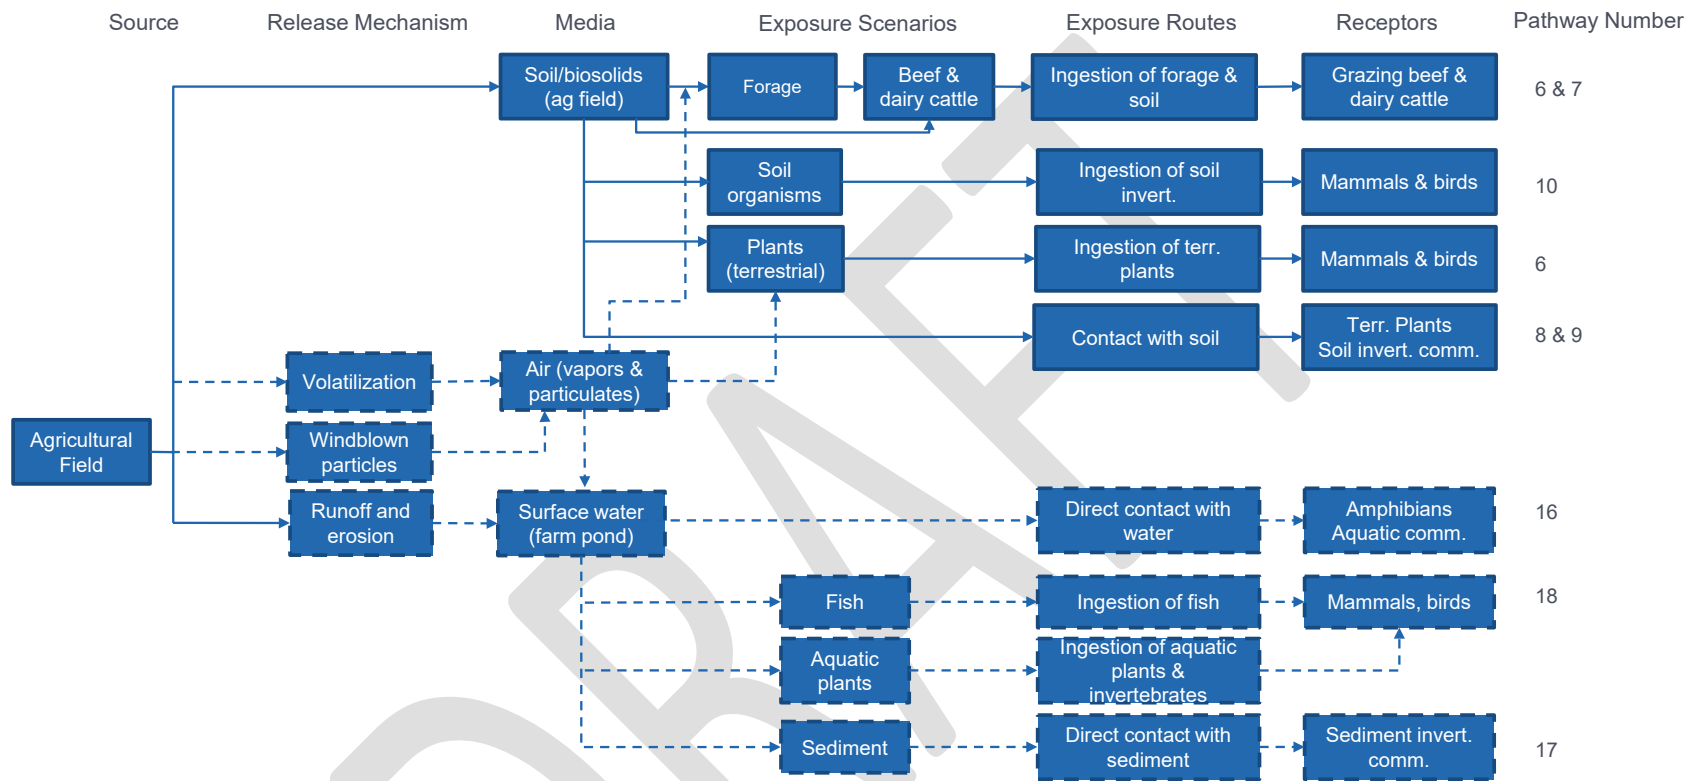 Source
Release Mechanism
Media
Exposure Scenarios
Exposure Routes
Receptors
Pathway Number
Soil/biosolids
(ag field)
Forage
Beef &
dairy cattle
Ingestion of forage &
soil
Grazing beef &
dairy cattle
6 & 7
Soil
organisms
Ingestion of soil
invert.
Mammals & birds
10
Plants
(terrestrial)
Ingestion of terr.
plants
Mammals & birds
6
Contact with soil
Terr. Plants
Soil invert. comm.
8 & 9
Volatilization
Air (vapors &
particulates)
Agricultural
Field
Windblown
particles
Runoff and
erosion
Surface water
(farm pond)
Direct contact with
water
Amphibians
Aquatic comm.
16
Fish
Ingestion of fish
Mammals, birds
18
Aquatic
plants
Ingestion of aquatic
plants &
invertebrates
Sediment
Direct contact with
sediment
Sediment invert.
comm.
17
DRAFT